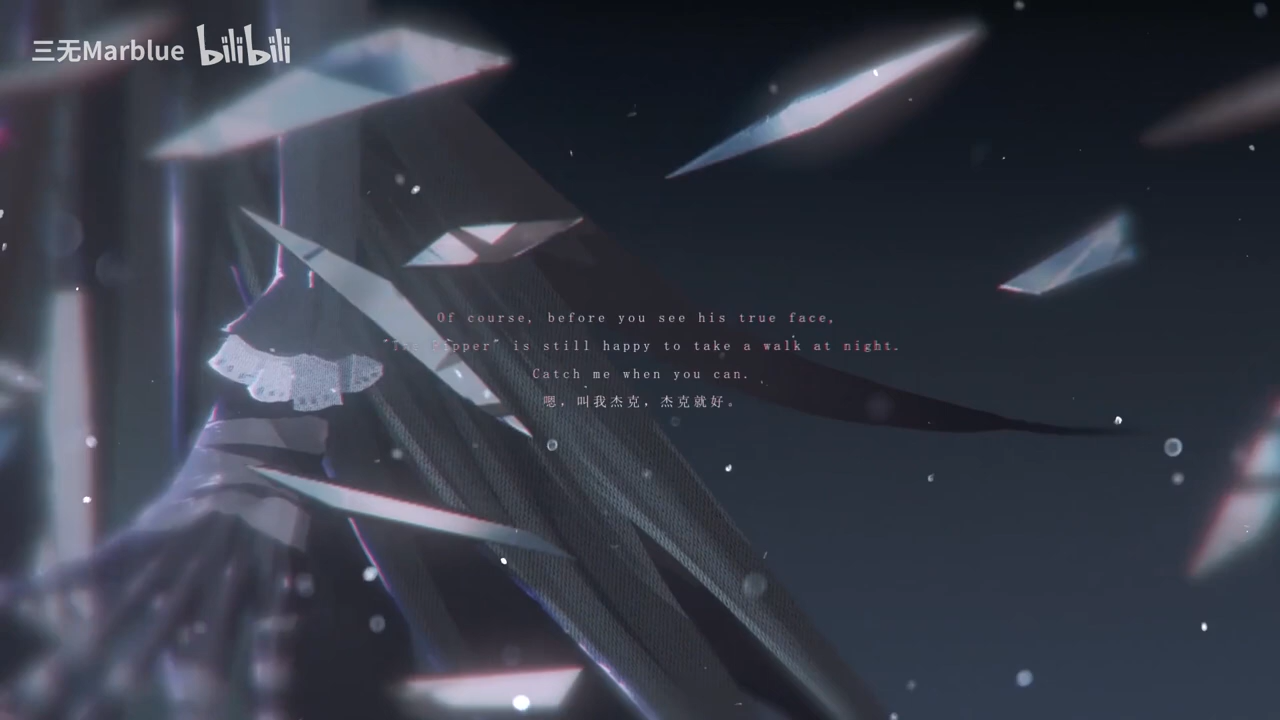 三无Marblue bilibili
Of course, before you see his true face,
"The Ripper" is still happy to take a walk at night.
Catch me when you can.
嗯，叫我杰克，杰克就好。